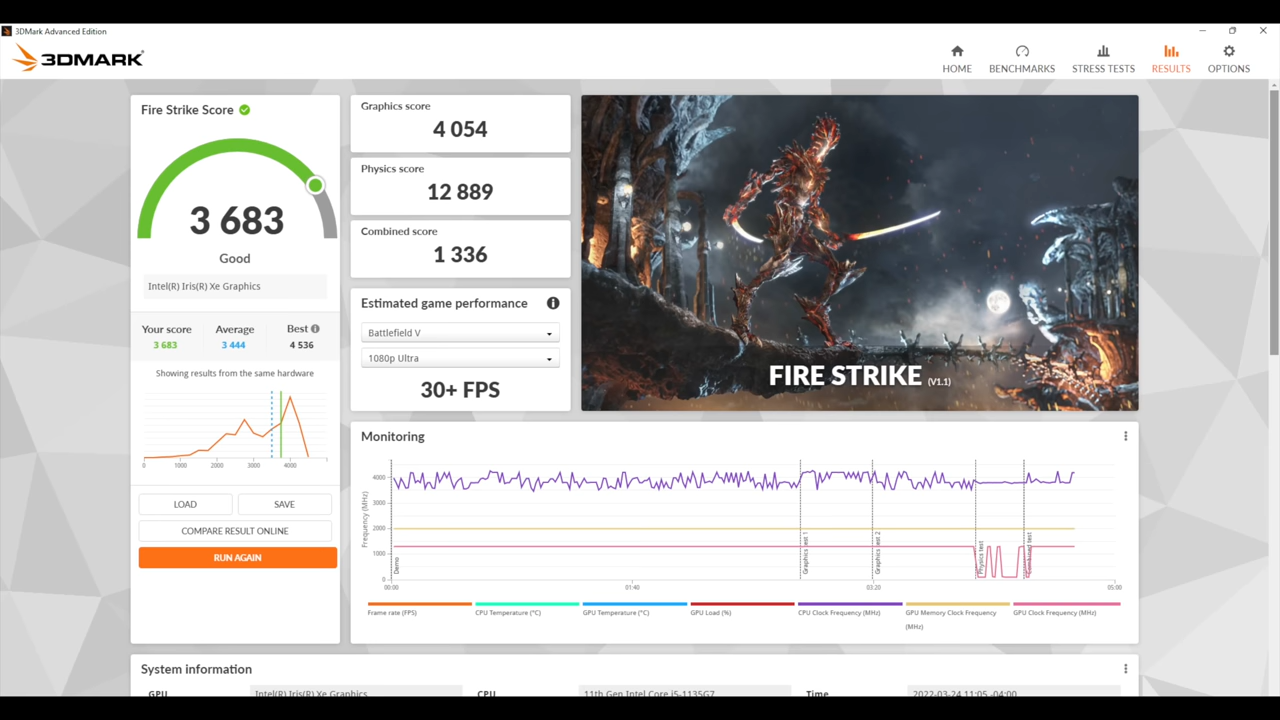 3DMark Advanced Edition
3DMARK
HOME
BENCHMARKS
STRESS TESTS
RESULTS
OPTIONS
Fire Strike Score
3 683
Good
Intel(R) Iris(R) Xe Graphics
Your score Average Best
3 683 3 444 4 536
Showing results from the same hardware
0 1000 2000 3000 4000
LOAD SAVE
COMPARE RESULT ONLINE
RUN AGAIN
Graphics score
4 054
Physics score
12 889
Combined score
1 336
Estimated game performance
Battlefield V
1080p Ultra
30+ FPS
FIRE STRIKE (V1.1)
Monitoring
Frequency (MHz)
4000
3000
2000
1000
0
Demo
Graphics test 1
Graphics test 2
Physics test
Combined test
00:00 01:40 03:20 05:00
Frame rate (FPS)
CPU Temperature (°C)
GPU Temperature (°C)
GPU Load (%)
CPU Clock Frequency (MHz)
GPU Memory Clock Frequency
(MHz)
GPU Clock Frequency (MHz)
System information
GPU Intel(R) Iris(R) Xe Graphics CPU 11th Gen Intel Core i5-1135G7 Time 2022-03-24 11:05 -04:00